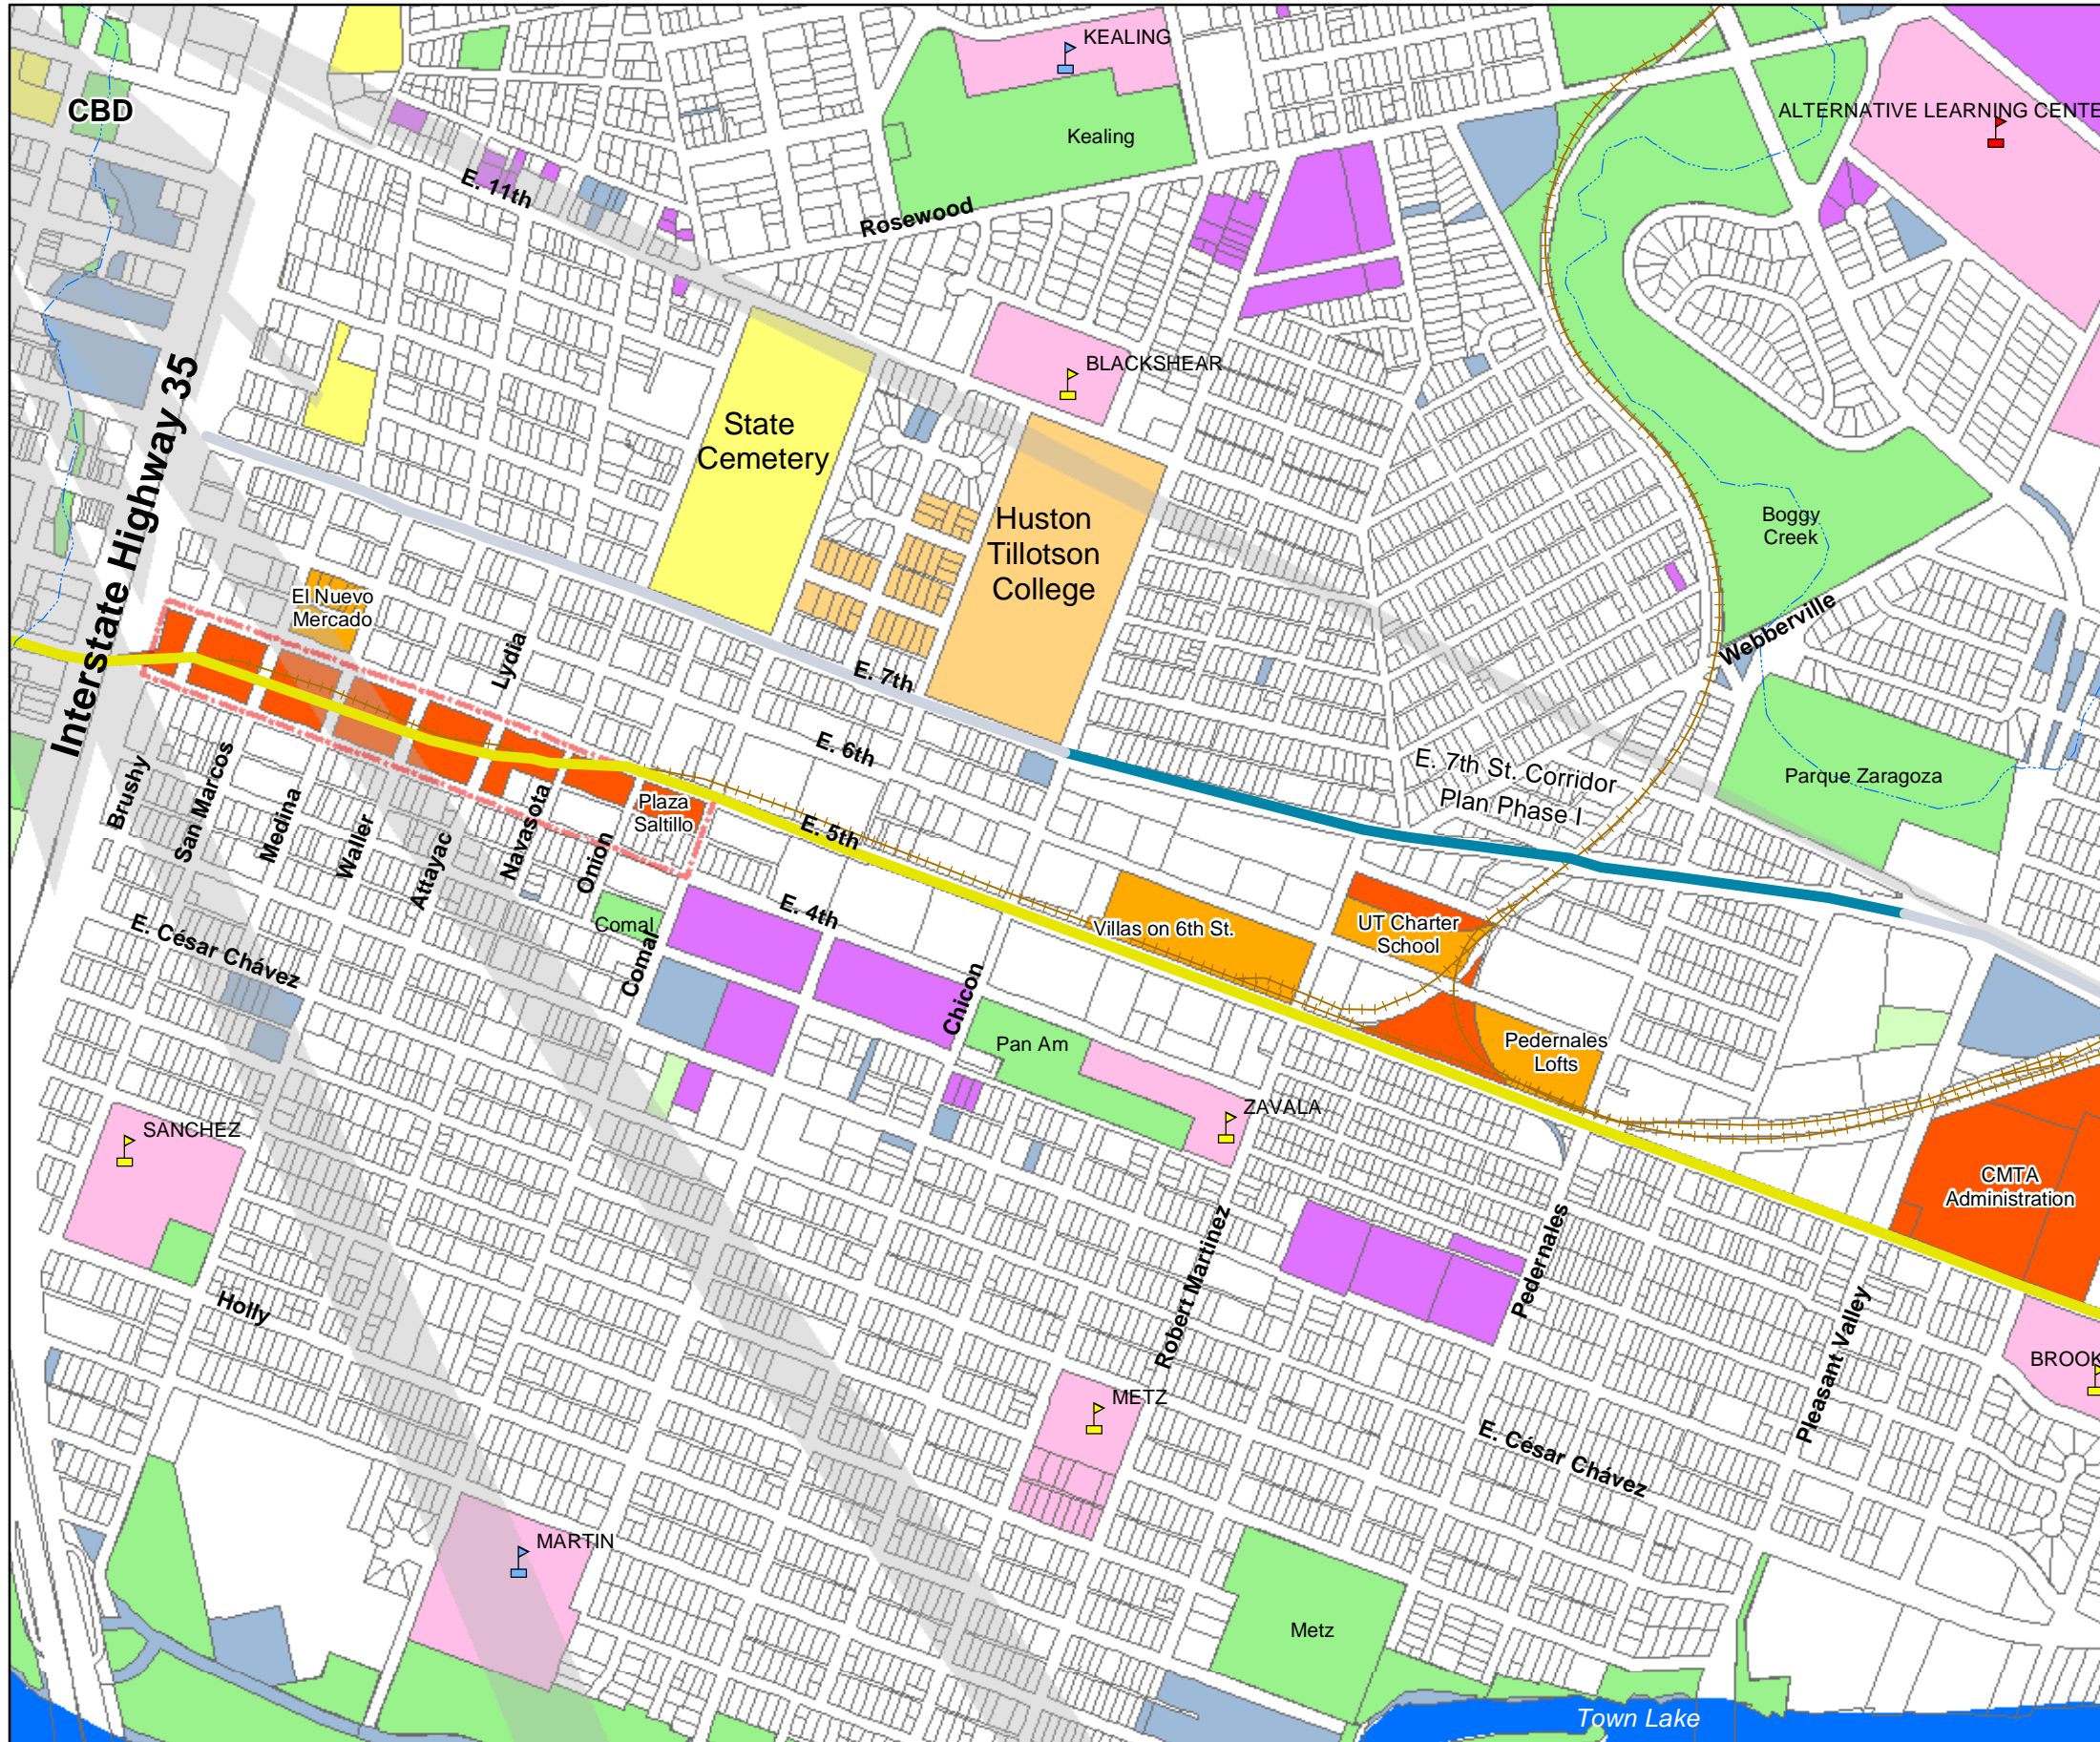 KEALING
CBD
ALTERNATIVE LEARNING CENTE
Kealing
E. 11th
Rosewood
BLACKSHEAR
State
Cemetery
Interstate Highway 35
Huston
Tillotson
College
Boggy
Creek
El Nuevo
Mercado
Webberville
Lydia
E. 7th
E. 6th
E. 7th St. Corridor
Plan Phase I
Parque Zaragoza
Brushy
San Marcos
Medina
Waller
Attayac
Navasota
Onion
Plaza
Saltillo
E. 5th
E. 4th
Comal
Comal
Villas on 6th St.
UT Charter
School
E. César Chávez
Chicon
Pan Am
Pedernales
Lofts
ZAVALA
SANCHEZ
CMTA
Administration
Robert Martinez
Pedernales
Pleasant Valley
Holly
BROOK
METZ
E. César Chávez
MARTIN
Metz
Town Lake